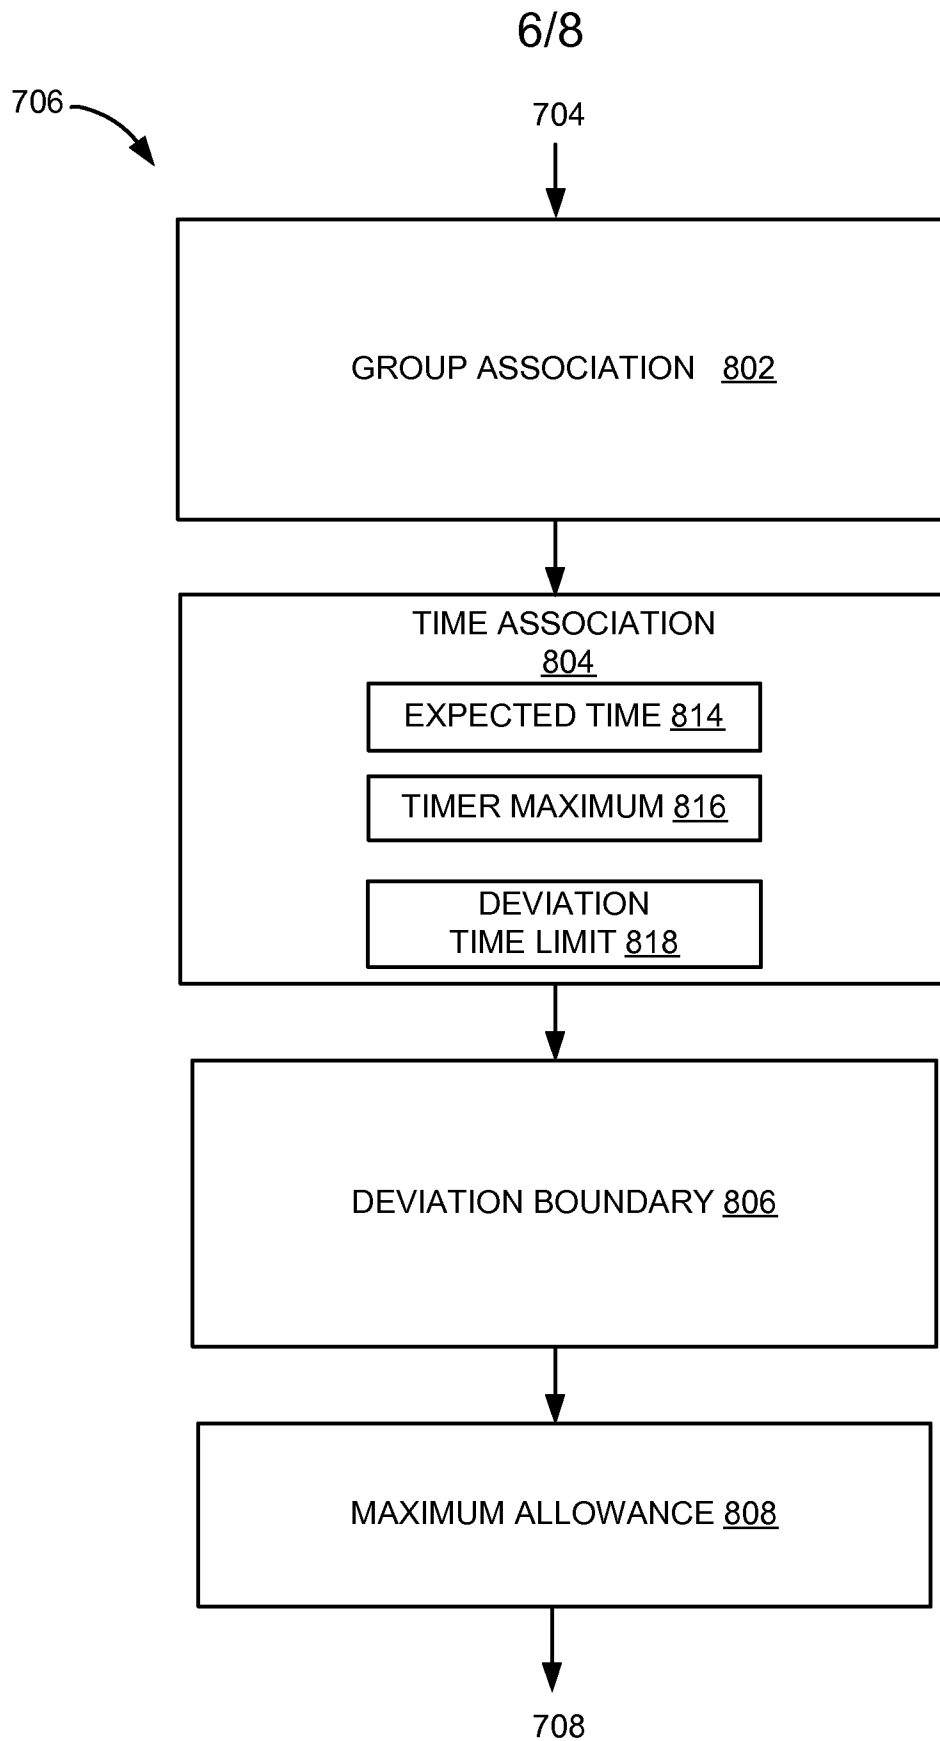 6/8
706
704
GROUP ASSOCIATION 802
TIME ASSOCIATION
804
EXPECTED TIME 814
TIMER MAXIMUM 816
DEVIATION
TIME LIMIT 818
DEVIATION BOUNDARY 806
MAXIMUM ALLOWANCE 808
708